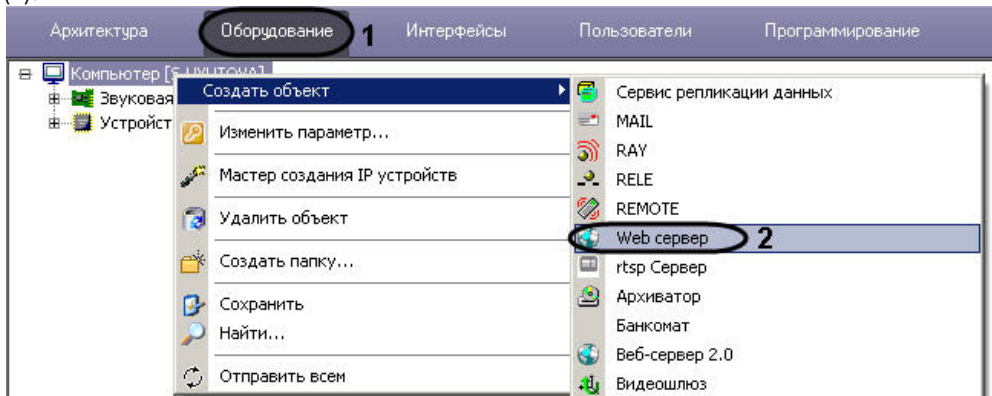 Архитектура Оборудование 1 Интерфейсы Пользователи Программирование
Компьютер [S
Звуковая
Устройст
Создать объект
Изменить параметр...
Мастер создания IP устройств
Удалить объект
Создать папку...
Сохранить
Найти...
Отправить всем
Сервис репликации данных
MAIL
RAY
RELE
REMOTE
Web сервер 2
rtsp Сервер
Архиватор
Банкомат
Веб-сервер 2.0
Видеошлюз